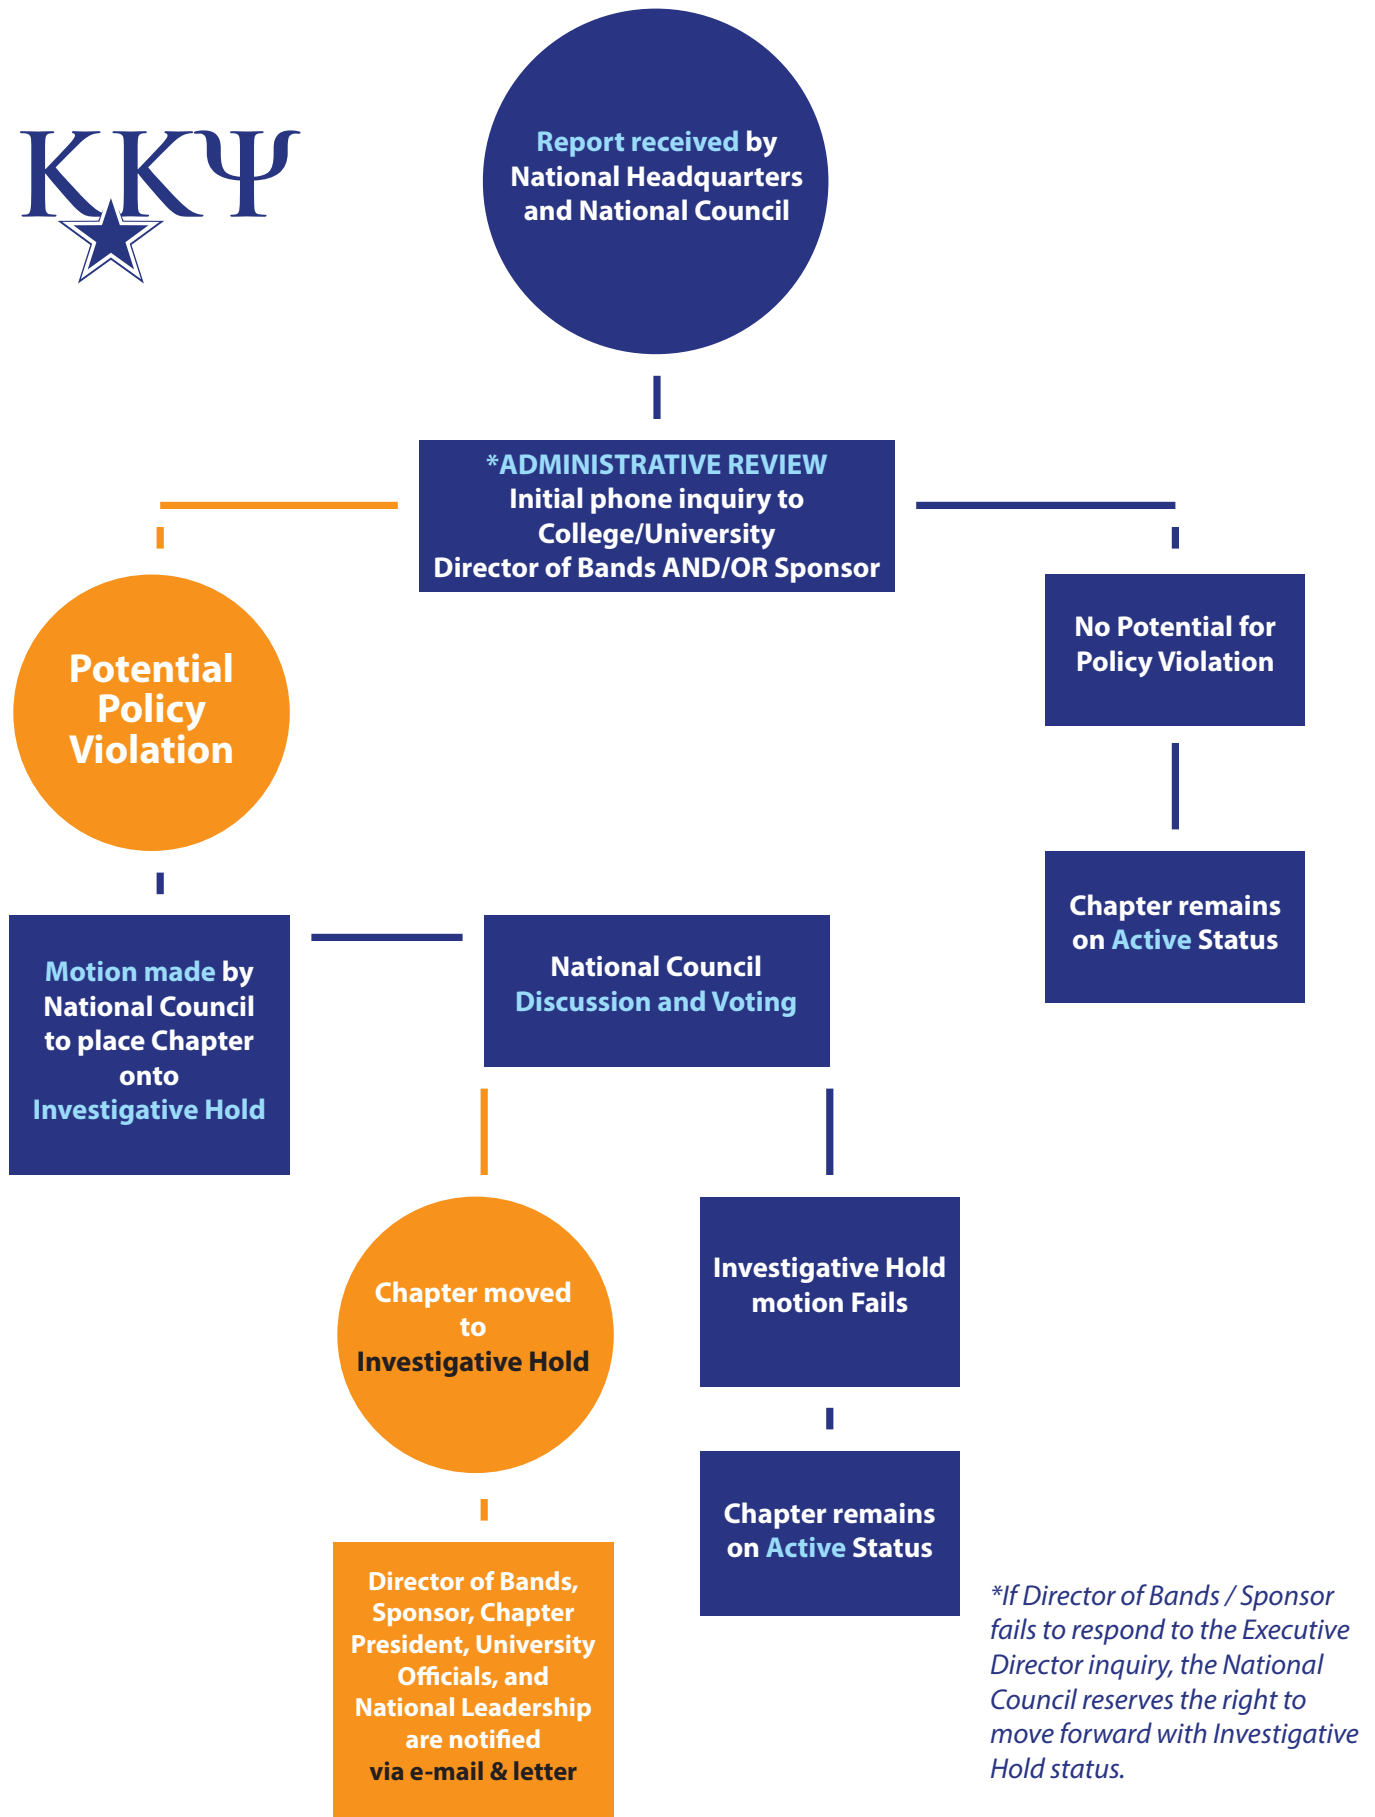 ΚΚΨ
Report received by
National Headquarters
and National Council
*ADMINISTRATIVE REVIEW
Initial phone inquiry to
College/University
Director of Bands AND/OR Sponsor
Potential
Policy
Violation
No Potential for
Policy Violation
Chapter remains
on Active Status
Motion made by
National Council
to place Chapter
onto
Investigative Hold
National Council
Discussion and Voting
Chapter moved
to
Investigative Hold
Investigative Hold
motion Fails
Chapter remains
on Active Status
Director of Bands,
Sponsor, Chapter
President, University
Officials, and
National Leadership
are notified
via e-mail & letter
*If Director of Bands / Sponsor
fails to respond to the Executive
Director inquiry, the National
Council reserves the right to
move forward with Investigative
Hold status.